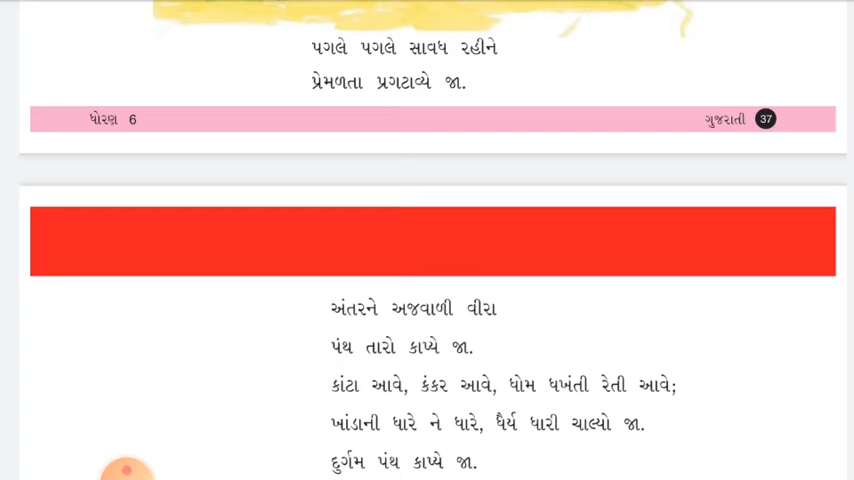 પગલે પગલે સાવધ રહીને
પ્રેમળતા પ્રગટાવ્યે જા.
ધોરણ 6
ગુજરાતી 37
અંતરને અજવાળી વીરા
પંથ તારો કાપ્યે જા.
કાંટા આવે, કંકર આવે, ધોમ ધખંતી રેતી આવે;
ખાંડાની ધારે ને ધારે, ધૈર્ય ધારી ચાલ્યો જા.
દુર્ગમ પંથ કાપ્યે જા.